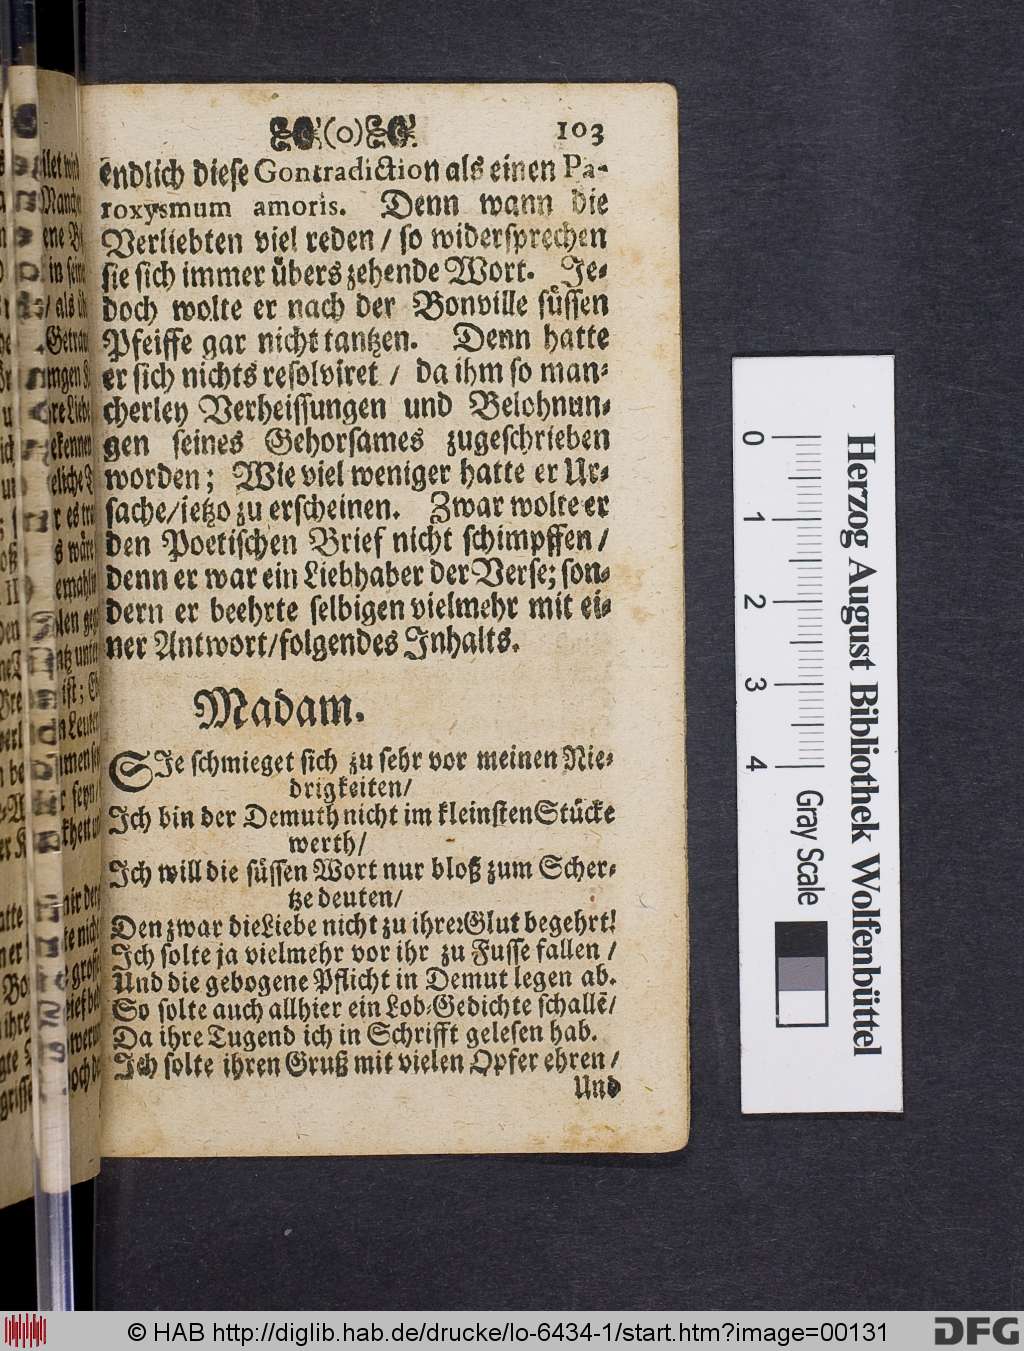 (o) 103
endlich diese Gontradiction als einen Pa-
roxysmum amoris. Denn wann die
Verliebten viel reden / so widersprechen
sie sich immer übers zehende Wort. Je-
doch wolte er nach der Bonville süssen
Pfeiffe gar nicht tantzen. Denn hatte
er sich nichts resolviret / da ihm so man-
cherley Verheissungen und Belohnun-
gen seines Gehorsames zugeschrieben
worden; Wie viel weniger hatte er Ur-
sache/ietzo zu erscheinen. Zwar wolte er
den Poetischen Brief nicht schimpffen /
denn er war ein Liebhaber der Verse; son-
dern er beehrte selbigen vielmehr mit ei-
ner Antwort/folgendes Inhalts.
Madam.
SIe schmieget sich zu sehr vor meinen Nie-
drigkeiten/
Ich bin der Demuth nicht im kleinsten Stücke
werth/
Ich will die süssen Wort nur bloß zum Scher-
tze deuten/
Den zwar die Liebe nicht zu ihrer Glut begehrt!
Ich solte ja vielmehr vor ihr zu Fusse fallen /
Und die gebogene Pflicht in Demut legen ab.
So solte auch allhier ein Lob-Gedichte schallē/
Da ihre Tugend ich in Schrifft gelesen hab.
Ich solte ihren Gruß mit vielen Opfer ehren /
Und
Herzog August Bibliothek Wolfenbüttel
0 1 2 3 4 Gray Scale
© HAB http://diglib.hab.de/drucke/lo-6434-1/start.htm?image=00131
DFG